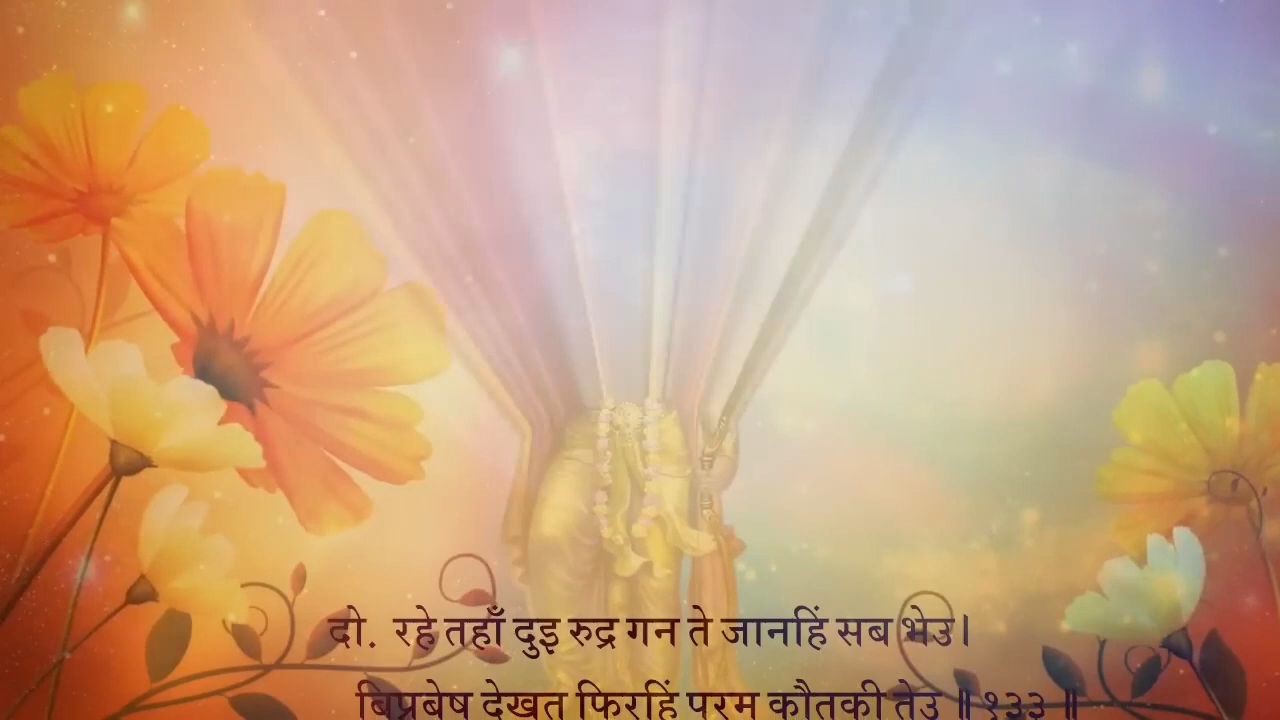 दो. रहे तहाँ दुइ रुद्र गन ते जानहिं सब भेउ।
बिप्रबेष देखत फिरहिं परम कौतकी तेउ ॥१३३॥